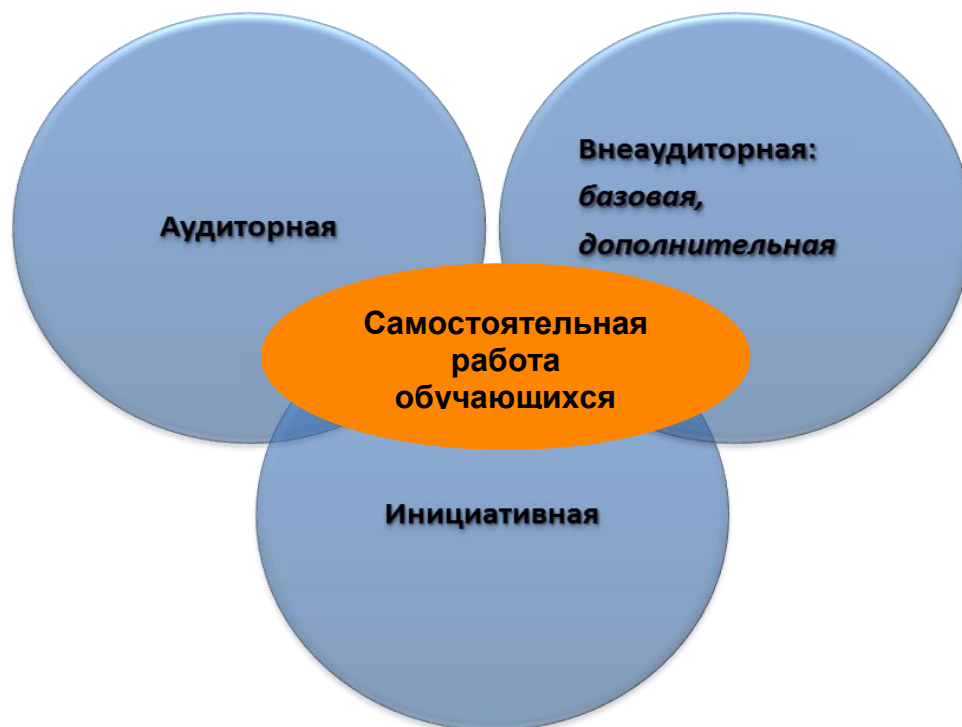 Внеаудиторная:
базовая,
дополнительная
Аудиторная
Самостоятельная
работа
обучающихся
Инициативная